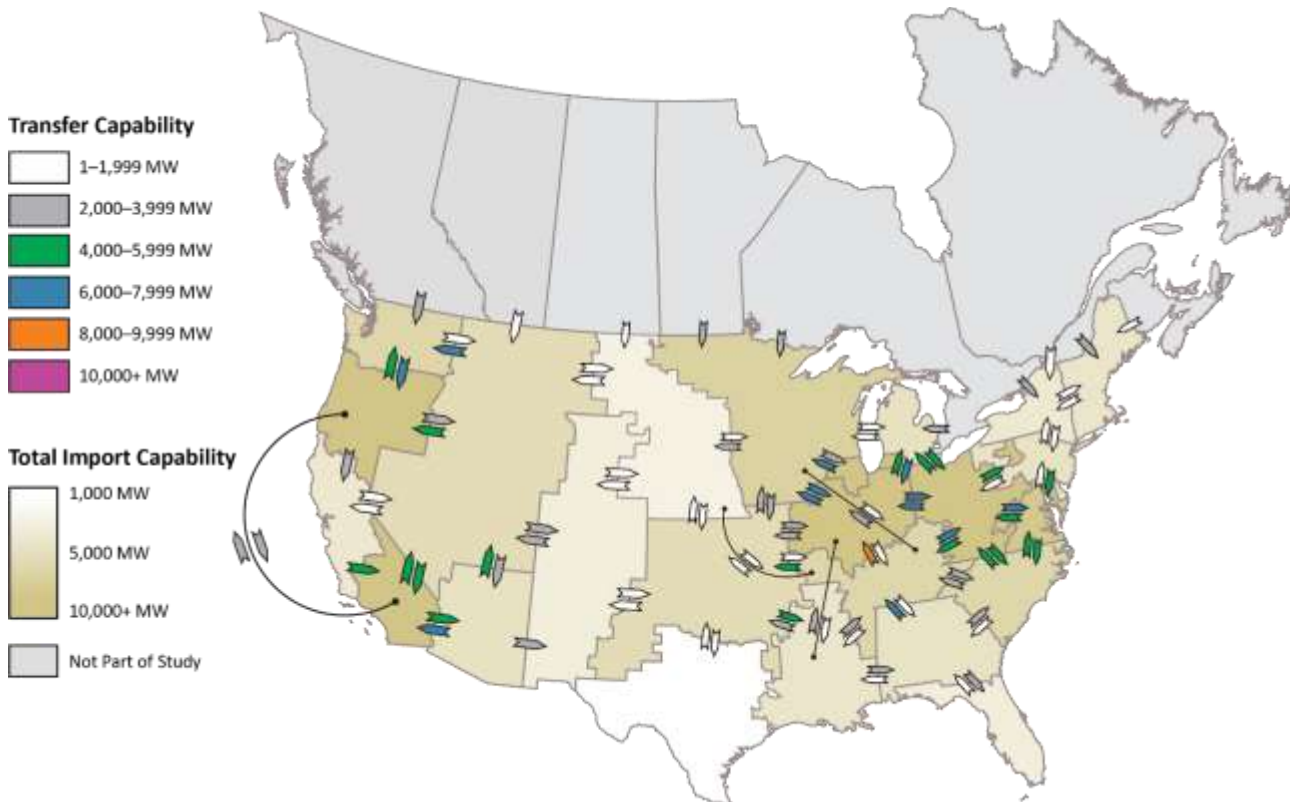 Transfer Capability
1–1,999 MW
2,000–3,999 MW
4,000–5,999 MW
6,000–7,999 MW
8,000–9,999 MW
10,000+ MW
Total Import Capability
1,000 MW
5,000 MW
10,000+ MW
Not Part of Study